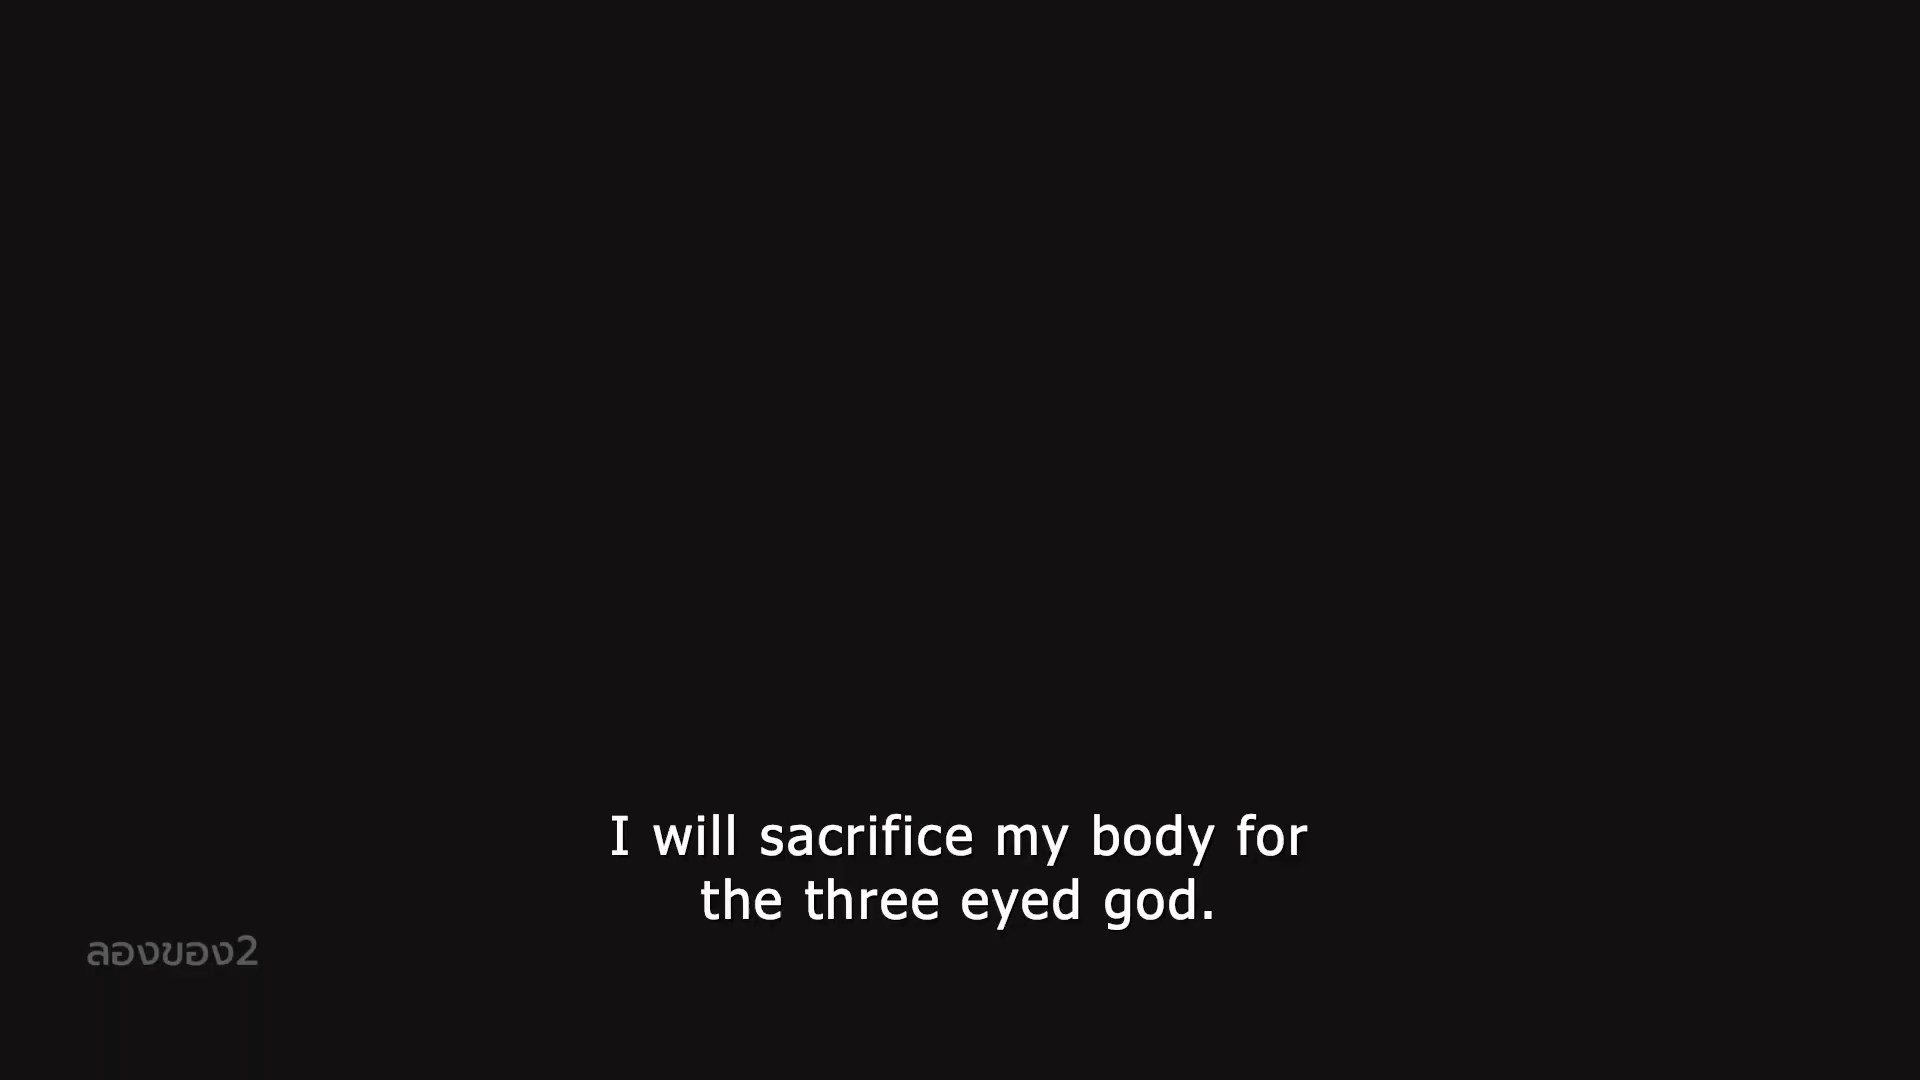 I will sacrifice my body for
the three eyed god.
ลองของ2